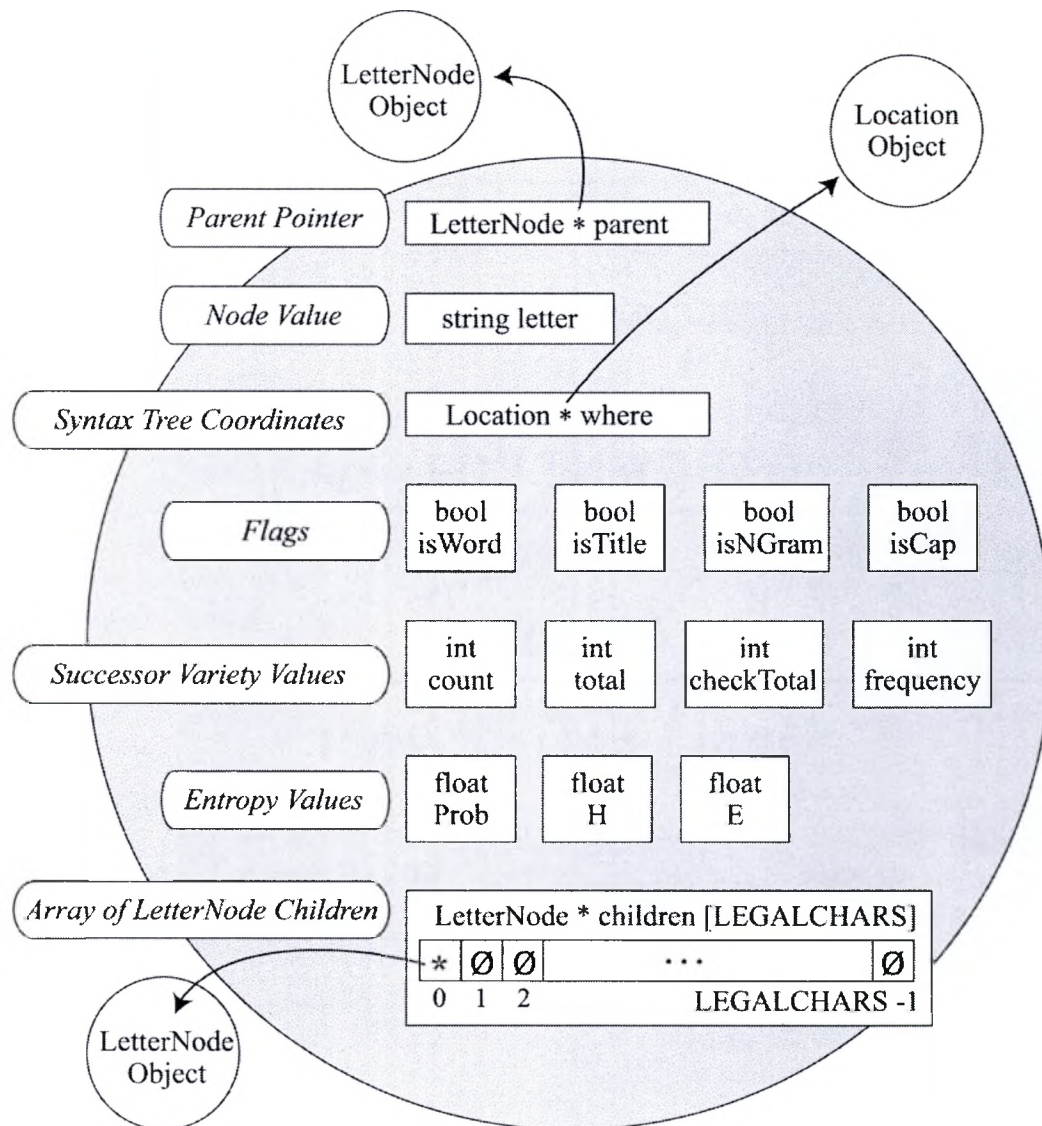 LetterNode
Object
Location
Object
Parent Pointer
LetterNode * parent
Node Value
string letter
Syntax Tree Coordinates
Location * where
Flags
bool
isWord
bool
isTitle
bool
isNGram
bool
isCap
Successor Variety Values
int
count
int
total
int
checkTotal
int
frequency
Entropy Values
float
Prob
float
H
float
E
Array of LetterNode Children
LetterNode * children [LEGALCHARS]
* Ø Ø ... Ø
0 1 2 LEGALCHARS -1
LetterNode
Object